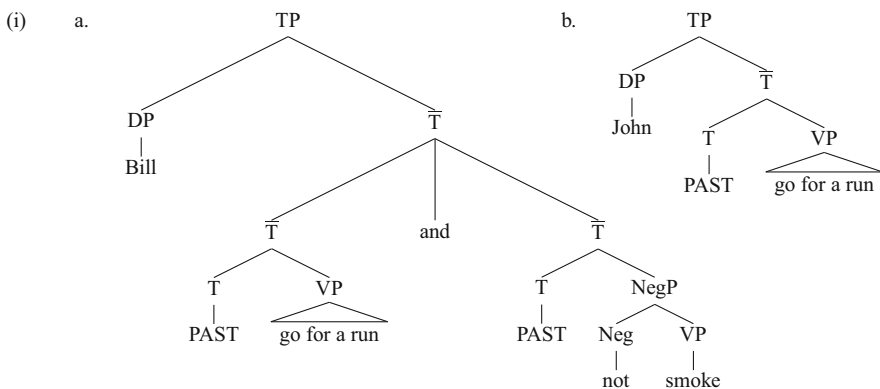 (i) a. TP b. TP
DP T̅
DP T̅ John T VP
Bill PAST go for a run
T̅ and T̅
T VP T NegP
PAST go for a run PAST Neg VP
not smoke